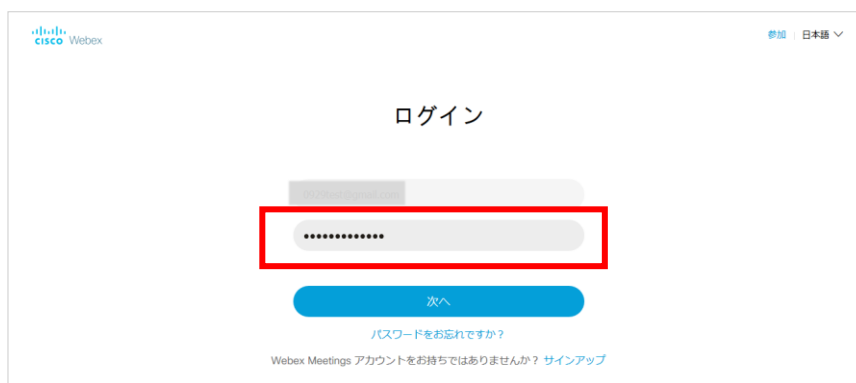 cisco Webex
参加 | 日本語
ログイン
•••••••••••••
次へ
パスワードをお忘れですか？
Webex Meetings アカウントをお持ちではありませんか？ サインアップ